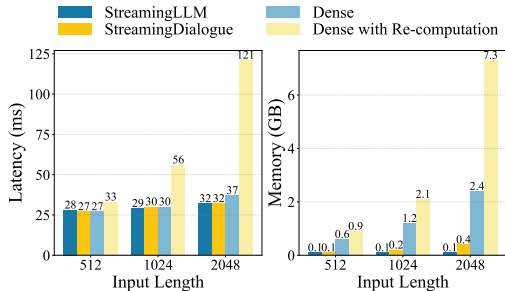 StreamingLLM
StreamingDialogue
Dense
Dense with Re-computation
Latency (ms)
125
100
75
50
25
0
28 27 27 33
29 30 30 56
32 32 37 121
512 1024 2048
Input Length
Memory (GB)
6
4
2
0
0.1 0.1 0.6 0.9
0.1 0.2 1.2 2.1
0.1 0.4 2.4 7.3
512 1024 2048
Input Length